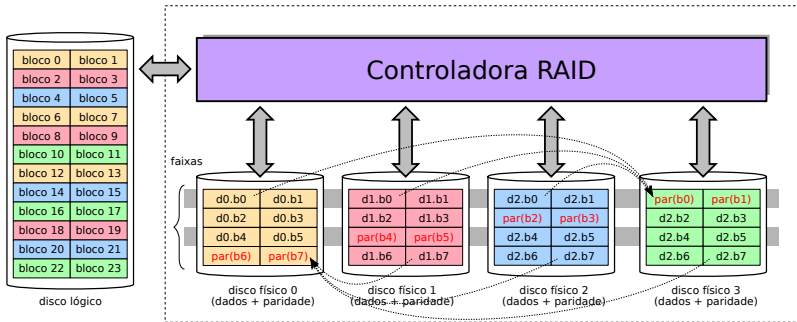 Controladora RAID
bloco 0 bloco 1
bloco 2 bloco 3
bloco 4 bloco 5
bloco 6 bloco 7
bloco 8 bloco 9
bloco 10 bloco 11
bloco 12 bloco 13
bloco 14 bloco 15
bloco 16 bloco 17
bloco 18 bloco 19
bloco 20 bloco 21
bloco 22 bloco 23
disco lógico
faixas
d0.b0 d0.b1
d0.b2 d0.b3
d0.b4 d0.b5
par(b6) par(b7)
disco físico 0
(dados + paridade)
d1.b0 d1.b1
d1.b2 d1.b3
par(b4) par(b5)
d1.b6 d1.b7
disco físico 1
(dados + paridade)
d2.b0 d2.b1
par(b2) par(b3)
d2.b4 d2.b5
d2.b6 d2.b7
disco físico 2
(dados + paridade)
par(b0) par(b1)
d2.b2 d2.b3
d2.b4 d2.b5
d2.b6 d2.b7
disco físico 3
(dados + paridade)